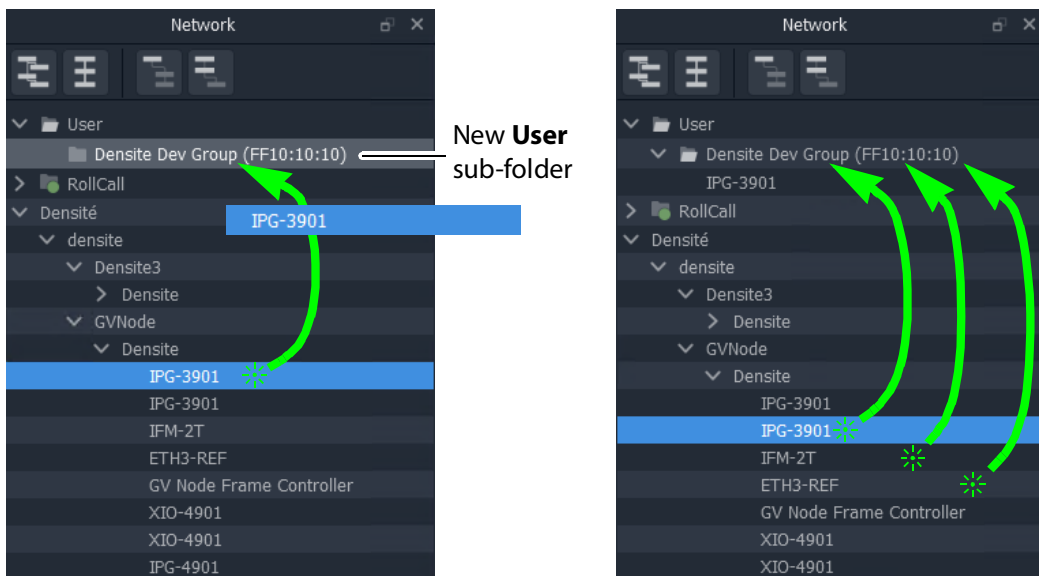 Network
User
Densite Dev Group (FF10:10:10)
RollCall
Densité
IPG-3901
densite
Densite3
Densite
GVNode
Densite
IPG-3901
IPG-3901
IFM-2T
ETH3-REF
GV Node Frame Controller
XIO-4901
XIO-4901
IPG-4901
New User
sub-folder
Network
User
Densite Dev Group (FF10:10:10)
IPG-3901
RollCall
Densité
densite
Densite3
Densite
GVNode
Densite
IPG-3901
IPG-3901
IFM-2T
ETH3-REF
GV Node Frame Controller
XIO-4901
XIO-4901